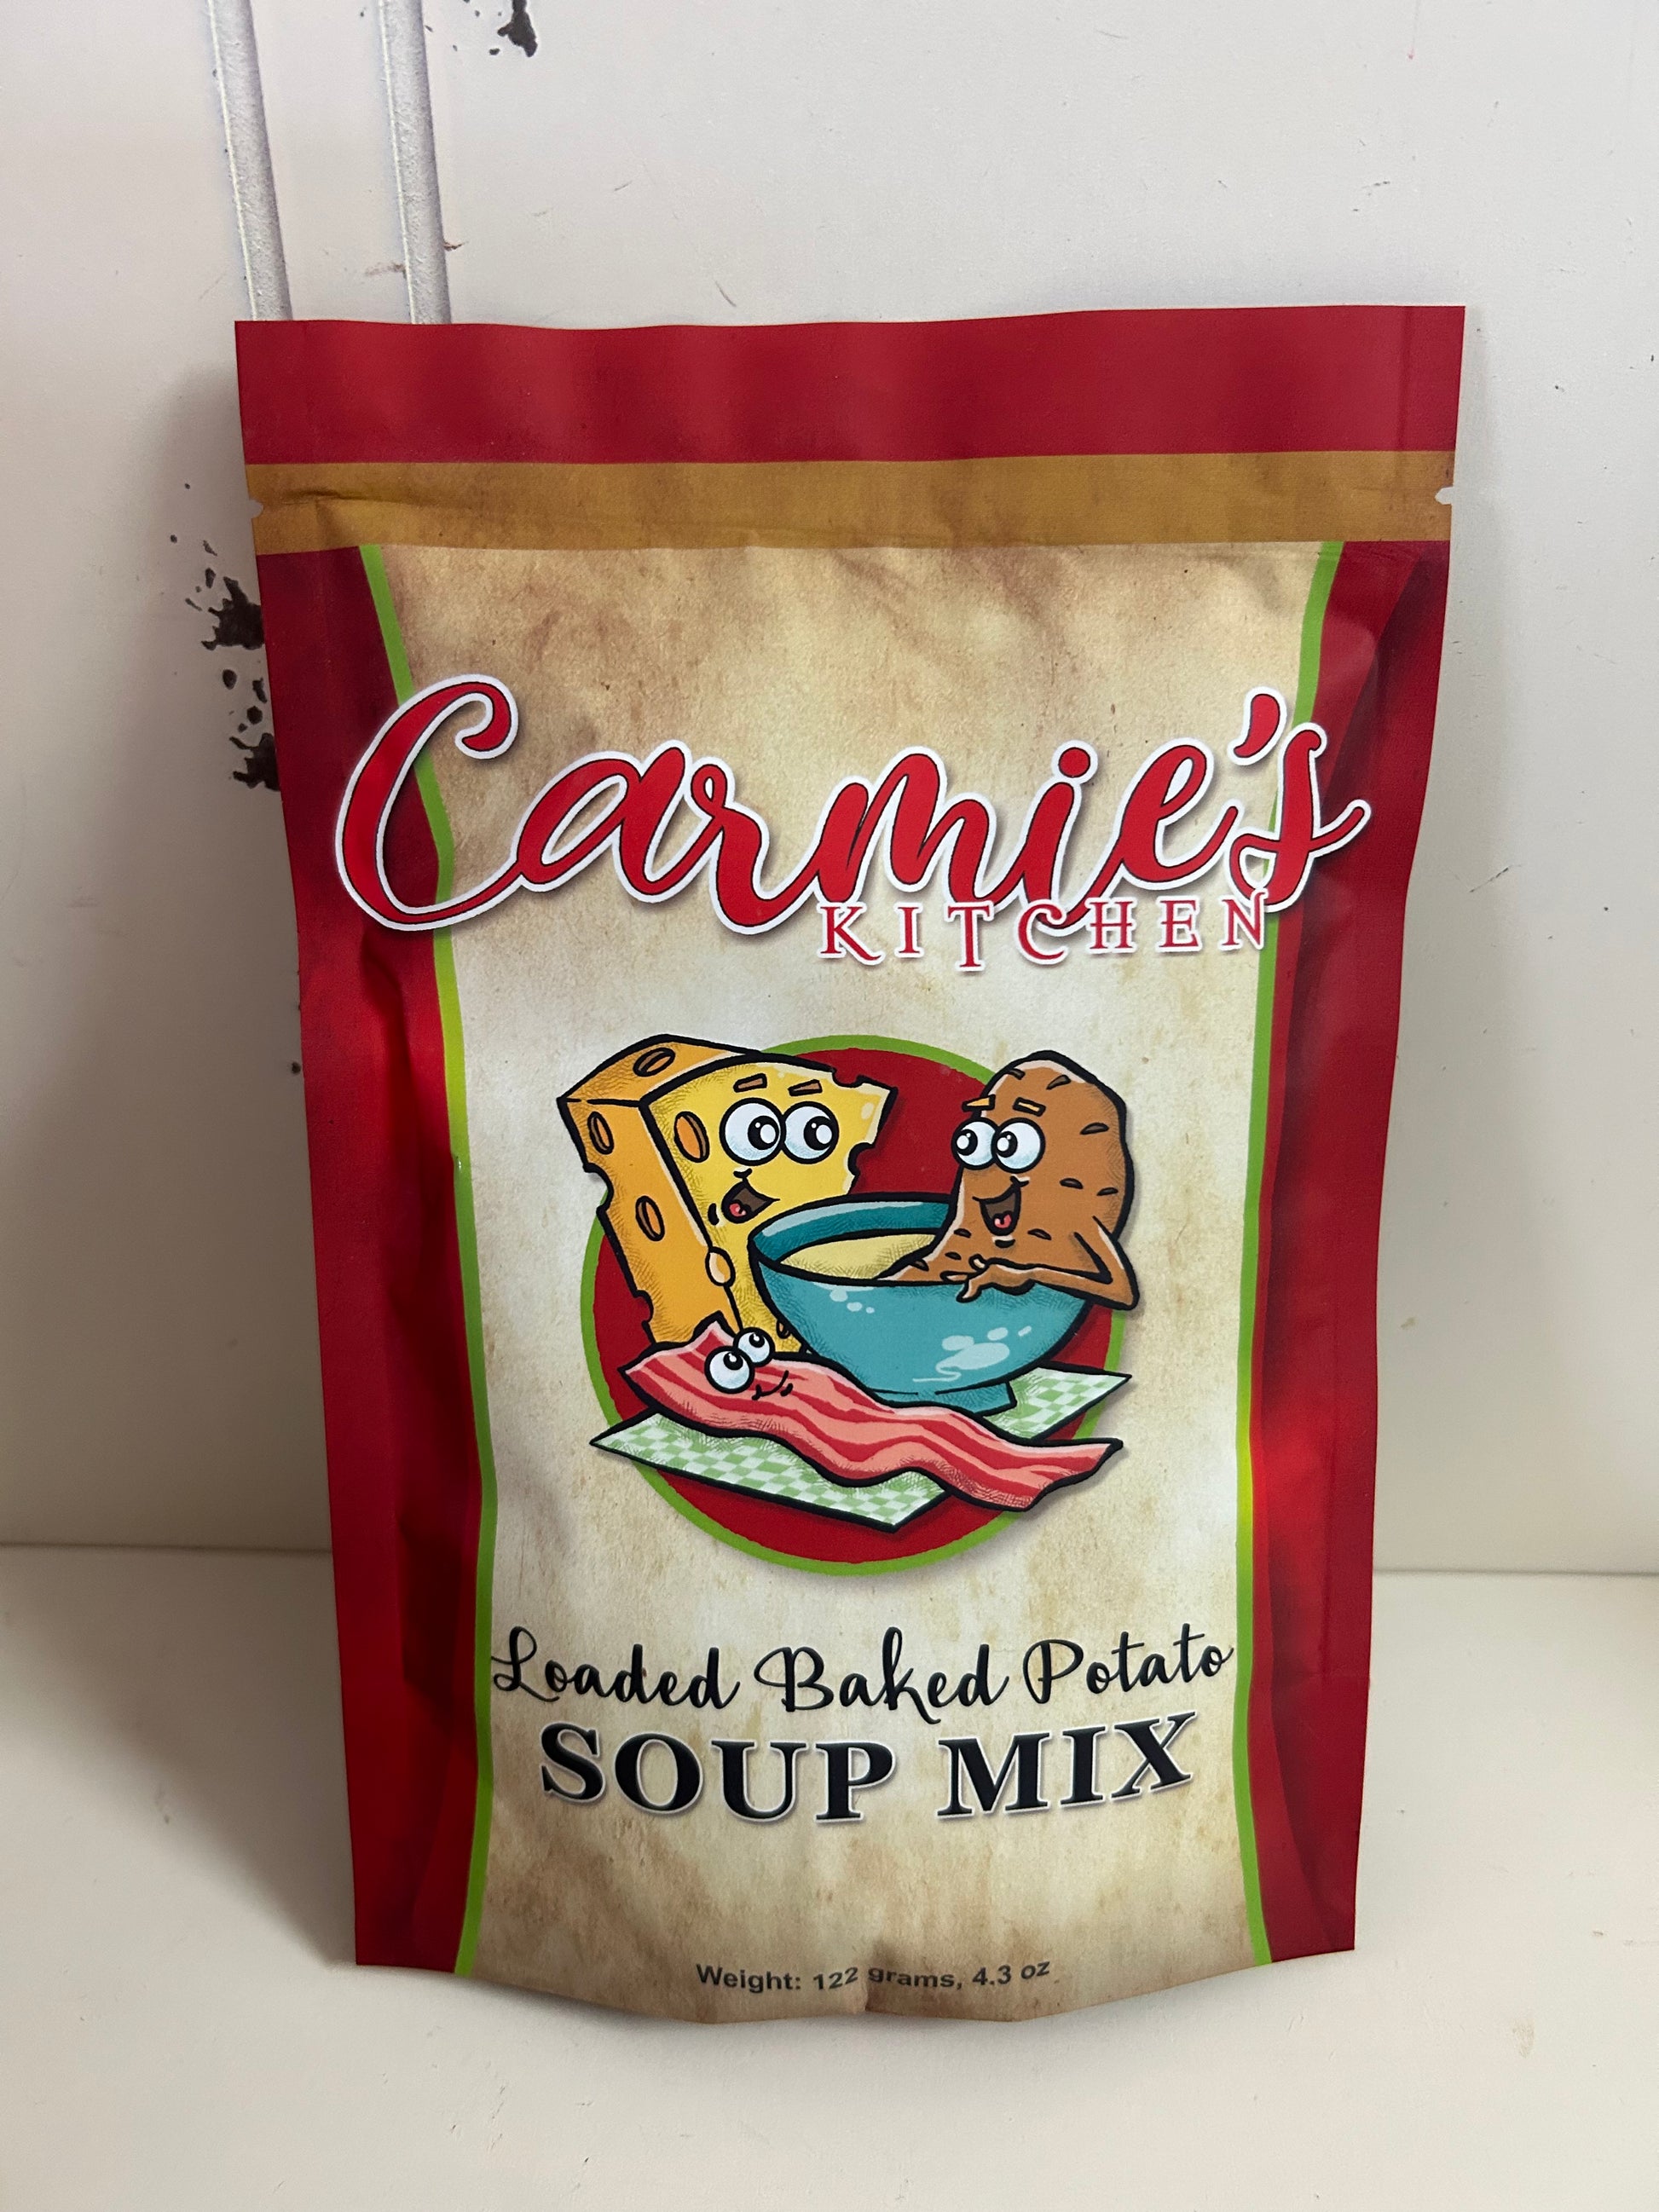 Carmie's
KITCHEN
Loaded Baked Potato
SOUP MIX
Weight: 122 grams, 4.3 oz